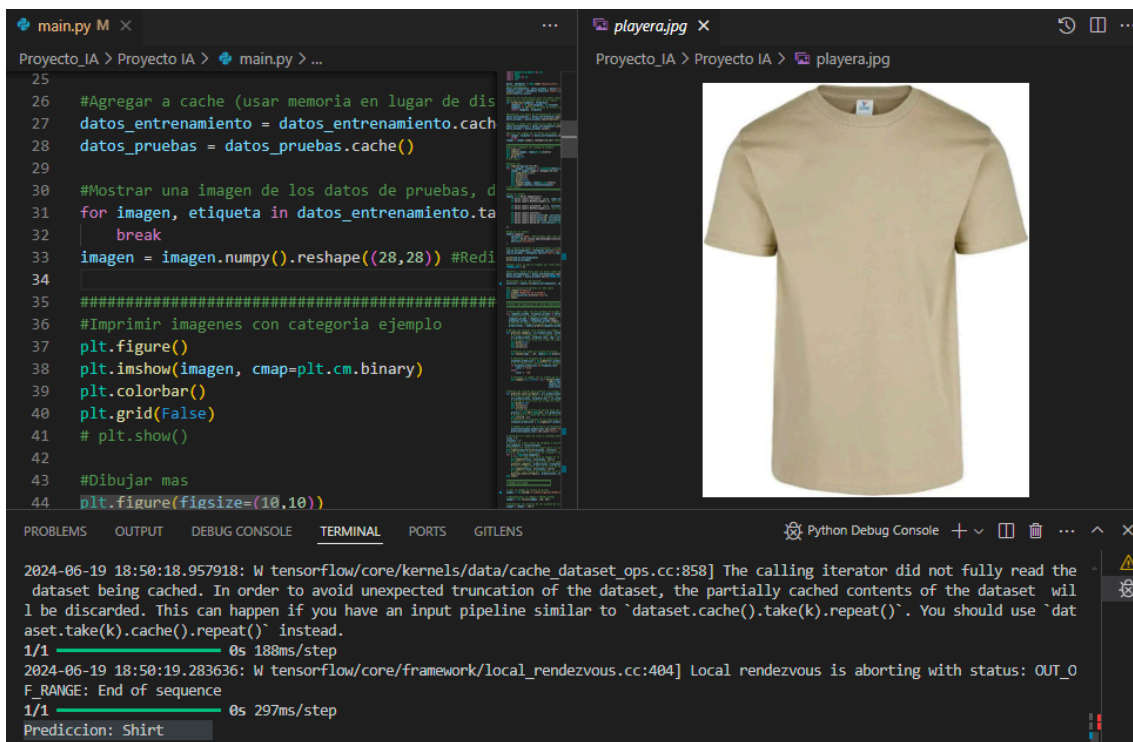 main.py M
Proyecto_IA > Proyecto IA > main.py > ...
25
26 #Agregar a cache (usar memoria en lugar de dis
27 datos_entrenamiento = datos_entrenamiento.cach
28 datos_pruebas = datos_pruebas.cache()
29
30 #Mostrar una imagen de los datos de pruebas, d
31 for imagen, etiqueta in datos_entrenamiento.ta
32 break
33 imagen = imagen.numpy().reshape((28,28)) #Redi
34
35 ##############################################
36 #Imprimir imagenes con categoria ejemplo
37 plt.figure()
38 plt.imshow(imagen, cmap=plt.cm.binary)
39 plt.colorbar()
40 plt.grid(False)
41 # plt.show()
42
43 #Dibujar mas
44 plt.figure(figsize=(10,10))
playera.jpg
Proyecto_IA > Proyecto IA > playera.jpg
PROBLEMS OUTPUT DEBUG CONSOLE TERMINAL PORTS GITLENS Python Debug Console
2024-06-19 18:50:18.957918: W tensorflow/core/kernels/data/cache_dataset_ops.cc:858] The calling iterator did not fully read the
dataset being cached. In order to avoid unexpected truncation of the dataset, the partially cached contents of the dataset wil
l be discarded. This can happen if you have an input pipeline similar to `dataset.cache().take(k).repeat()`. You should use `dat
aset.take(k).cache().repeat()` instead.
1/1 0s 188ms/step
2024-06-19 18:50:19.283636: W tensorflow/core/framework/local_rendezvous.cc:404] Local rendezvous is aborting with status: OUT_O
F_RANGE: End of sequence
1/1 0s 297ms/step
Prediccion: Shirt